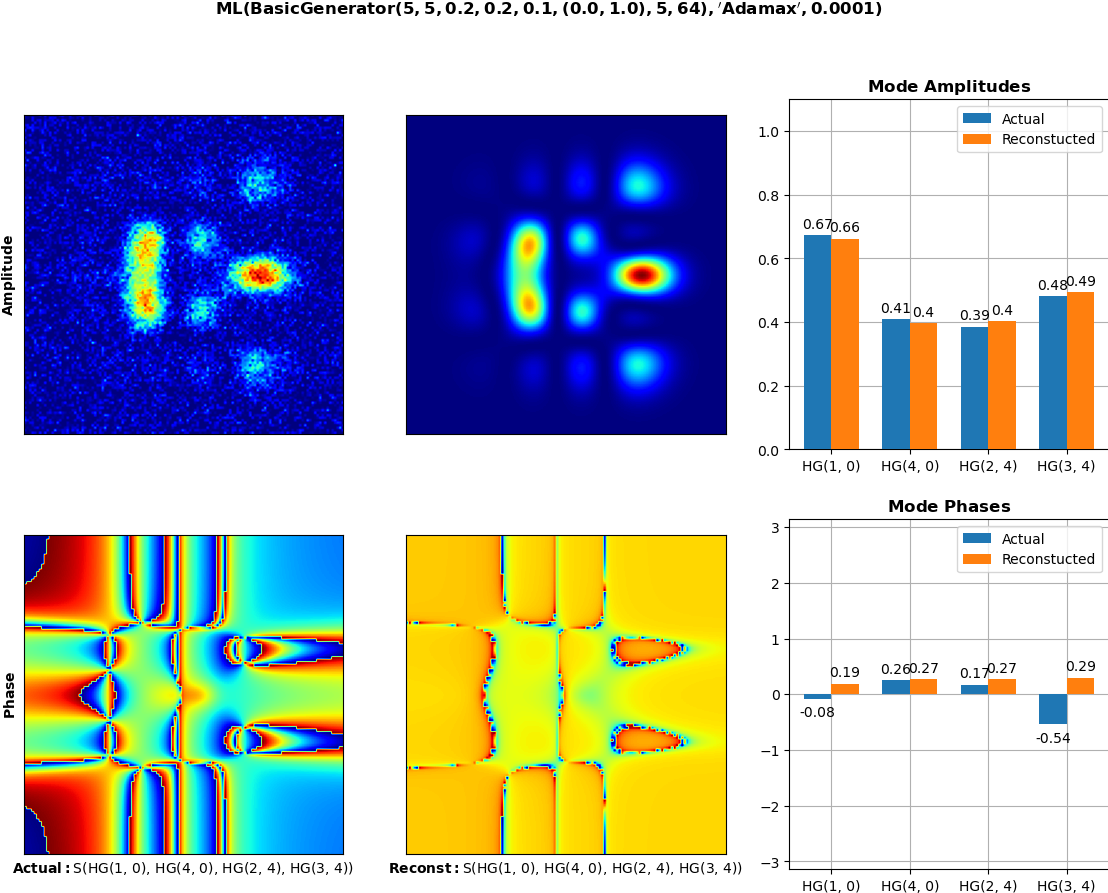 ML(BasicGenerator(5, 5, 0.2, 0.2, 0.1, (0.0, 1.0), 5, 64), ′Adamax′, 0.0001)
Amplitude
Mode Amplitudes
Actual
Reconstucted
1.0
0.8
0.6
0.4
0.2
0.0
0.67
0.66
0.41
0.4
0.39
0.4
0.48
0.49
HG(1, 0)
HG(4, 0)
HG(2, 4)
HG(3, 4)
Phase
Actual: S(HG(1, 0), HG(4, 0), HG(2, 4), HG(3, 4))
Reconst: S(HG(1, 0), HG(4, 0), HG(2, 4), HG(3, 4))
Mode Phases
Actual
Reconstucted
3
2
1
0
−1
−2
−3
-0.08
0.19
0.26
0.27
0.17
0.27
-0.54
0.29
HG(1, 0)
HG(4, 0)
HG(2, 4)
HG(3, 4)